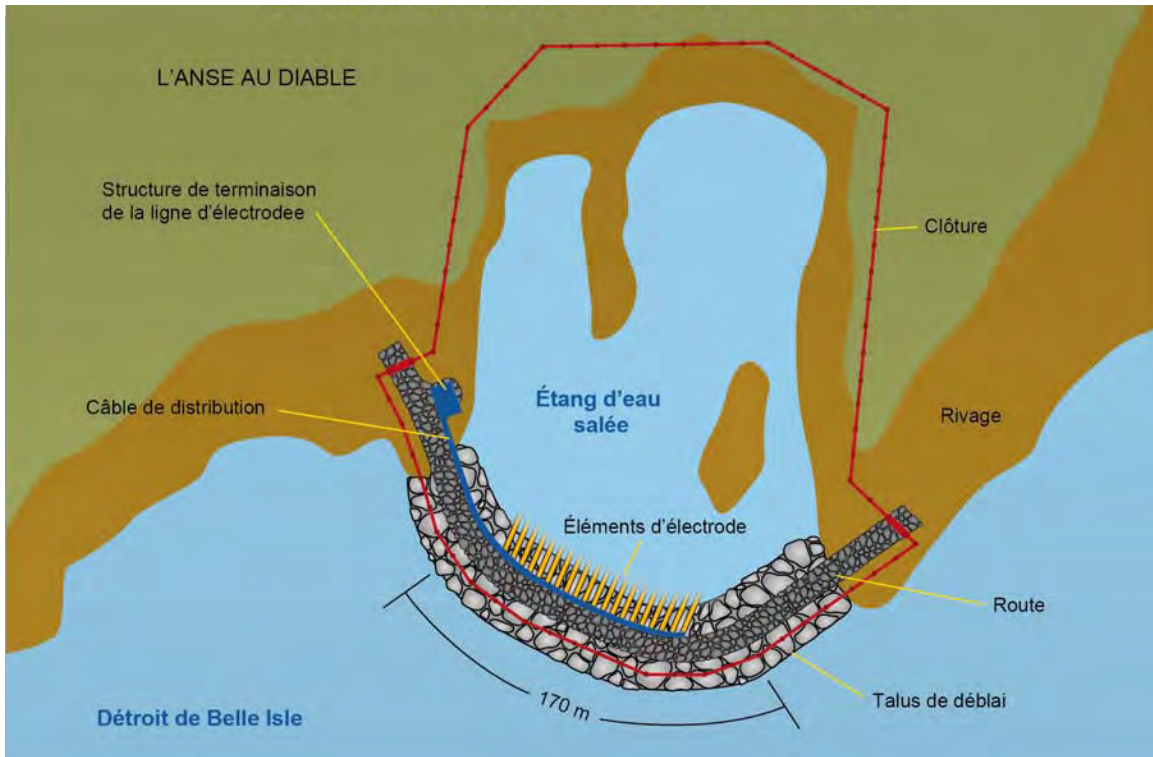 L'ANSE AU DIABLE
Structure de terminaison
de la ligne d'électrodee
Clôture
Câble de distribution
Étang d'eau
salée
Rivage
Éléments d'électrode
Route
170 m
Talus de déblai
Détroit de Belle Isle